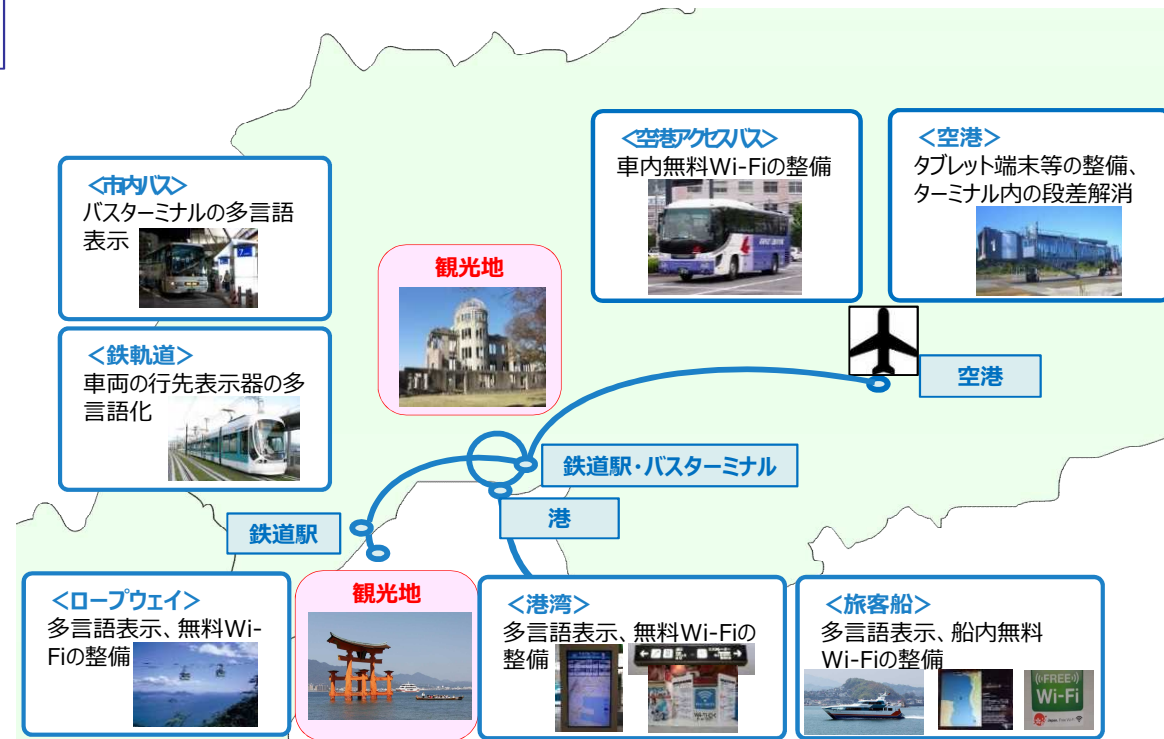 <空港アクセスバス>
車内無料Wi-Fiの整備
<空港>
タブレット端末等の整備、
ターミナル内の段差解消
<市内バス>
バスターミナルの多言語
表示
7
観光地
1
<鉄軌道>
車両の行先表示器の多
言語化
空港
鉄道駅・バスターミナル
港
鉄道駅
<ロープウェイ>
多言語表示、無料Wi-
Fiの整備
観光地
<港湾>
多言語表示、無料Wi-Fiの
整備
<旅客船>
多言語表示、船内無料
Wi-Fiの整備
FREE
Wi-Fi